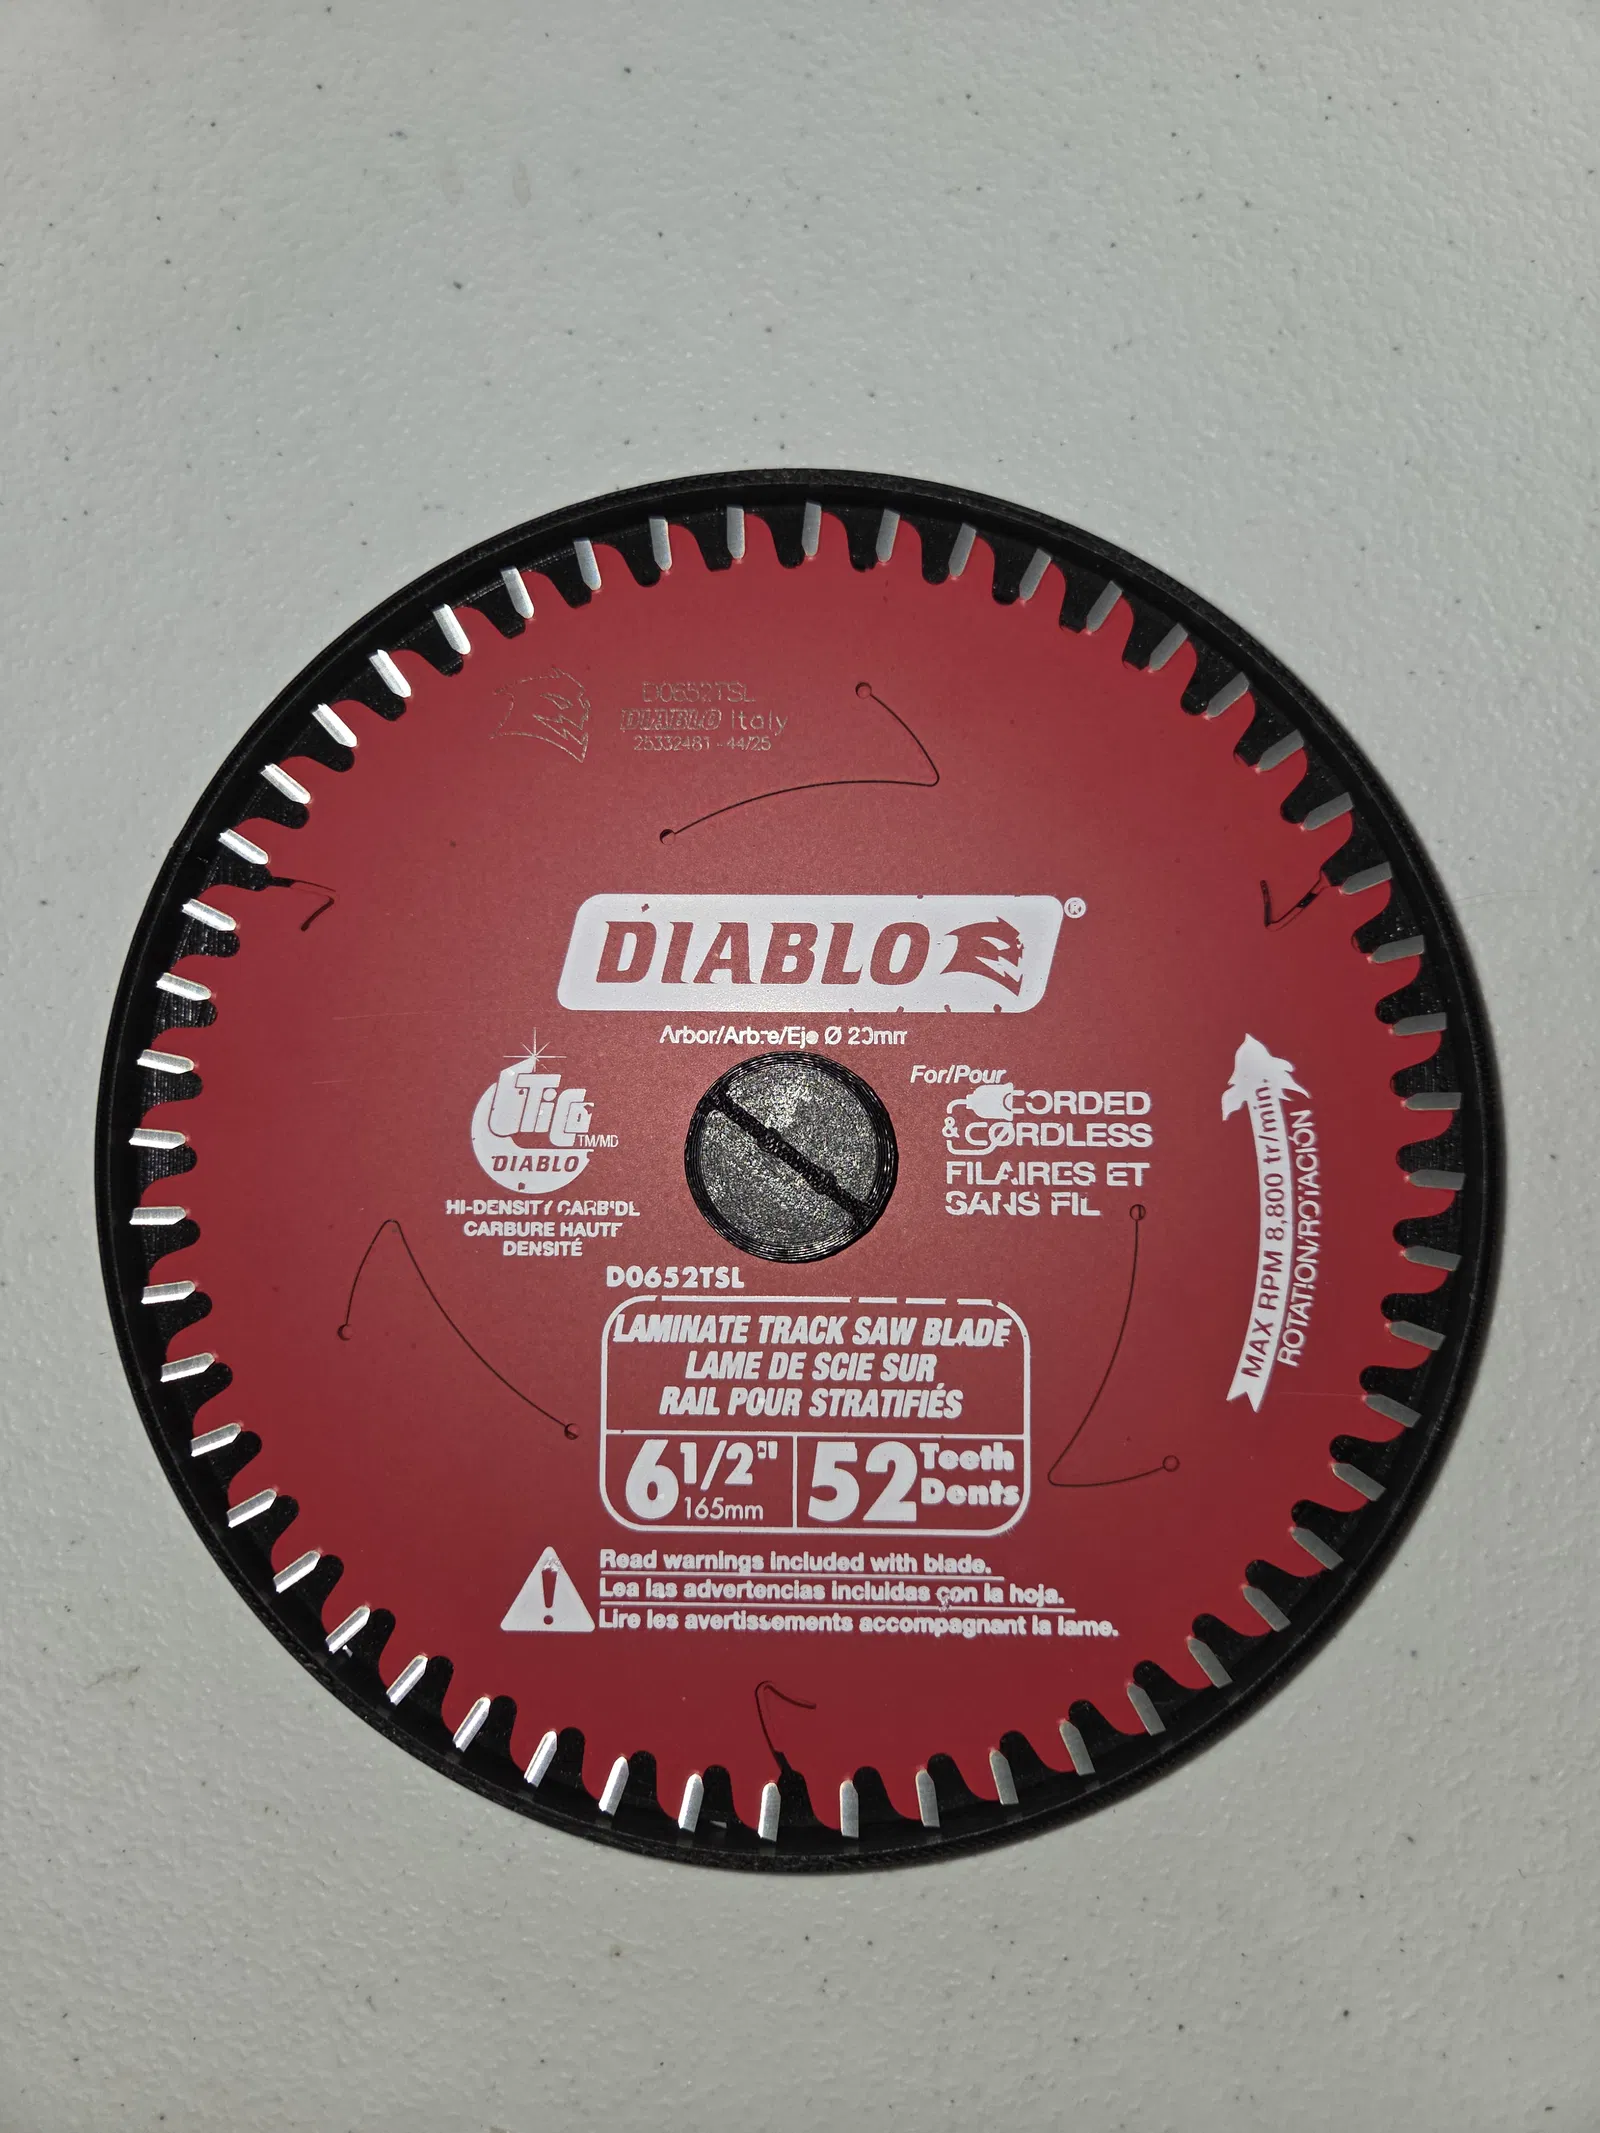 D0652TSL
DIABLO Italy
25332481 - 44/25
DIABLO ®
Arbor/Arbre/Eje Ø 20mm
TiCo TM/MD
DIABLO
HI-DENSITY CARBIDE
CARBURE HAUTE
DENSITÉ
For/Pour
CORDED
& CORDLESS
FILAIRES ET
SANS FIL
MAX RPM 8,800 tr/min.
ROTATION/ROTACIÓN
D0652TSL
LAMINATE TRACK SAW BLADE
LAME DE SCIE SUR
RAIL POUR STRATIFIÉS
6 1/2"
165mm
52 Teeth
Dents
Read warnings included with blade.
Lea las advertencias incluidas con la hoja.
Lire les avertissements accompagnant la lame.